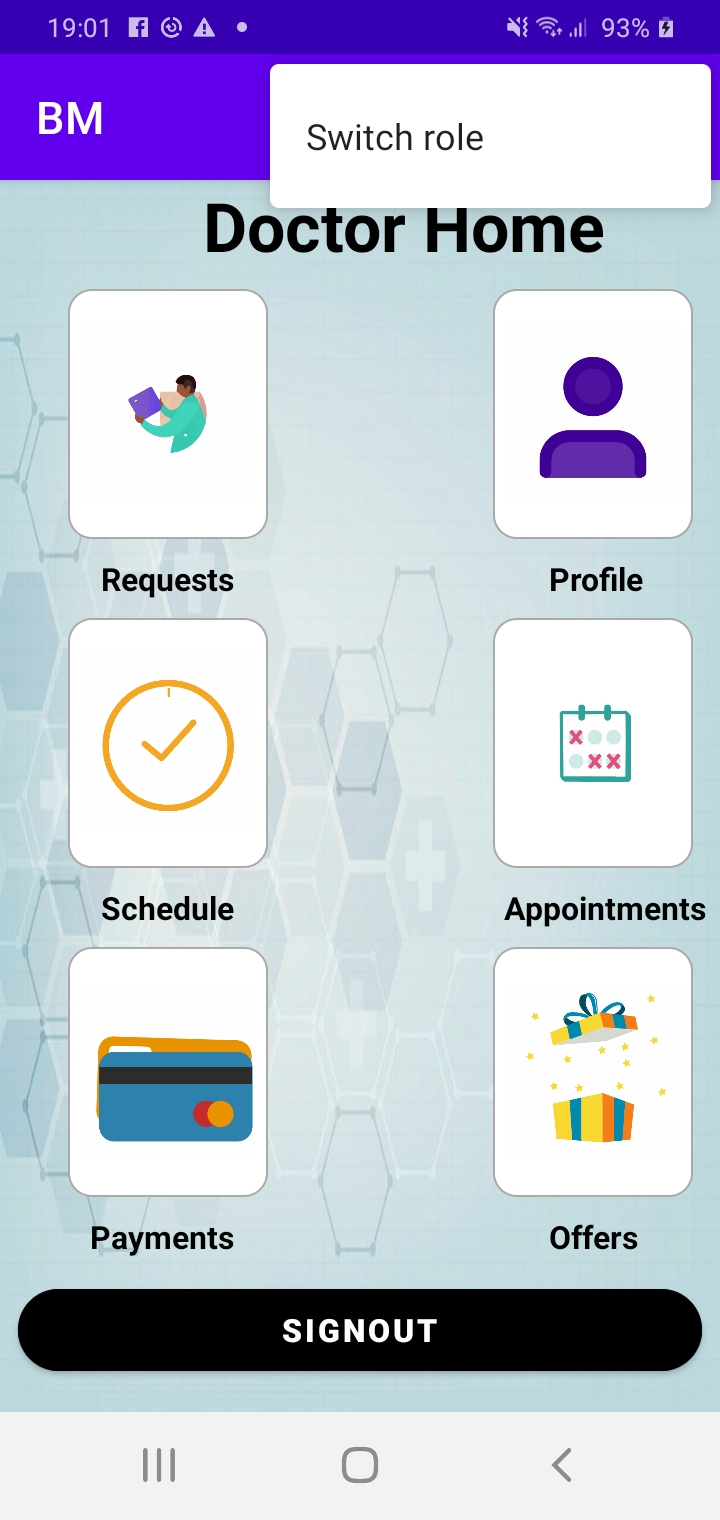 19:01
93%
BM
Switch role
Doctor Home
Requests
Profile
Schedule
Appointments
Payments
Offers
SIGNOUT